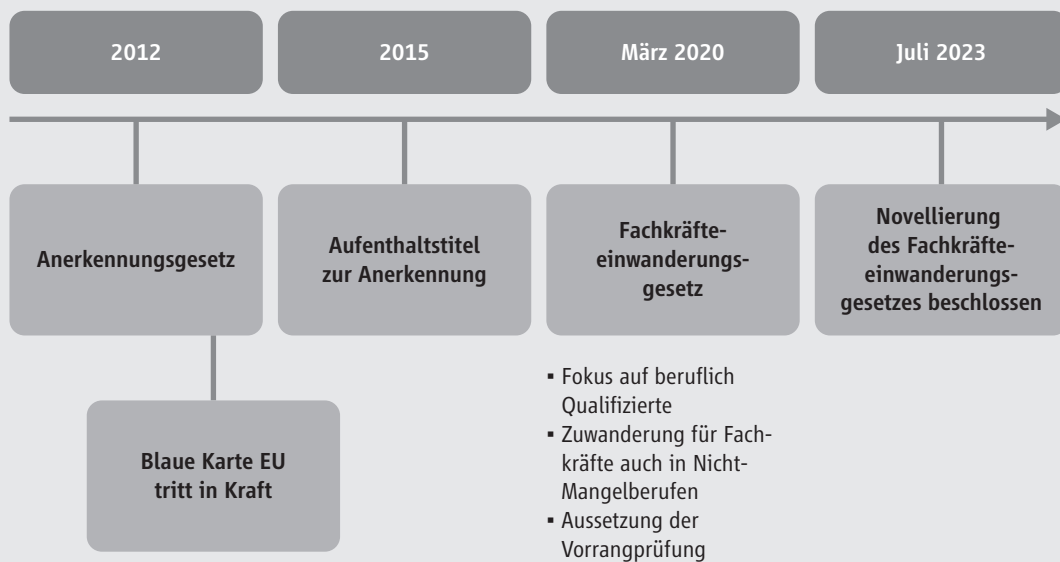 2012
2015
März 2020
Juli 2023
Anerkennungsgesetz
Aufenthaltstitel
zur Anerkennung
Fachkräfte-
einwanderungs-
gesetz
Novellierung
des Fachkräfte-
einwanderungs-
gesetzes beschlossen
Blaue Karte EU
tritt in Kraft
▪ Fokus auf beruflich
Qualifizierte
▪ Zuwanderung für Fach-
kräfte auch in Nicht-
Mangelberufen
▪ Aussetzung der
Vorrangprüfung